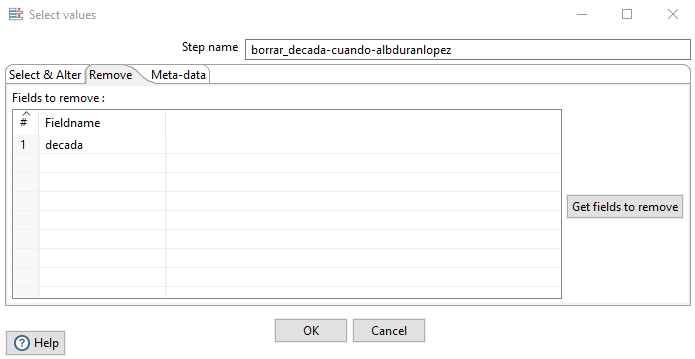 Select values
Step name borrar_decada-cuando-albduranlopez
Select & Alter Remove Meta-data
Fields to remove :
# Fieldname
1 decada
Get fields to remove
OK Cancel
Help